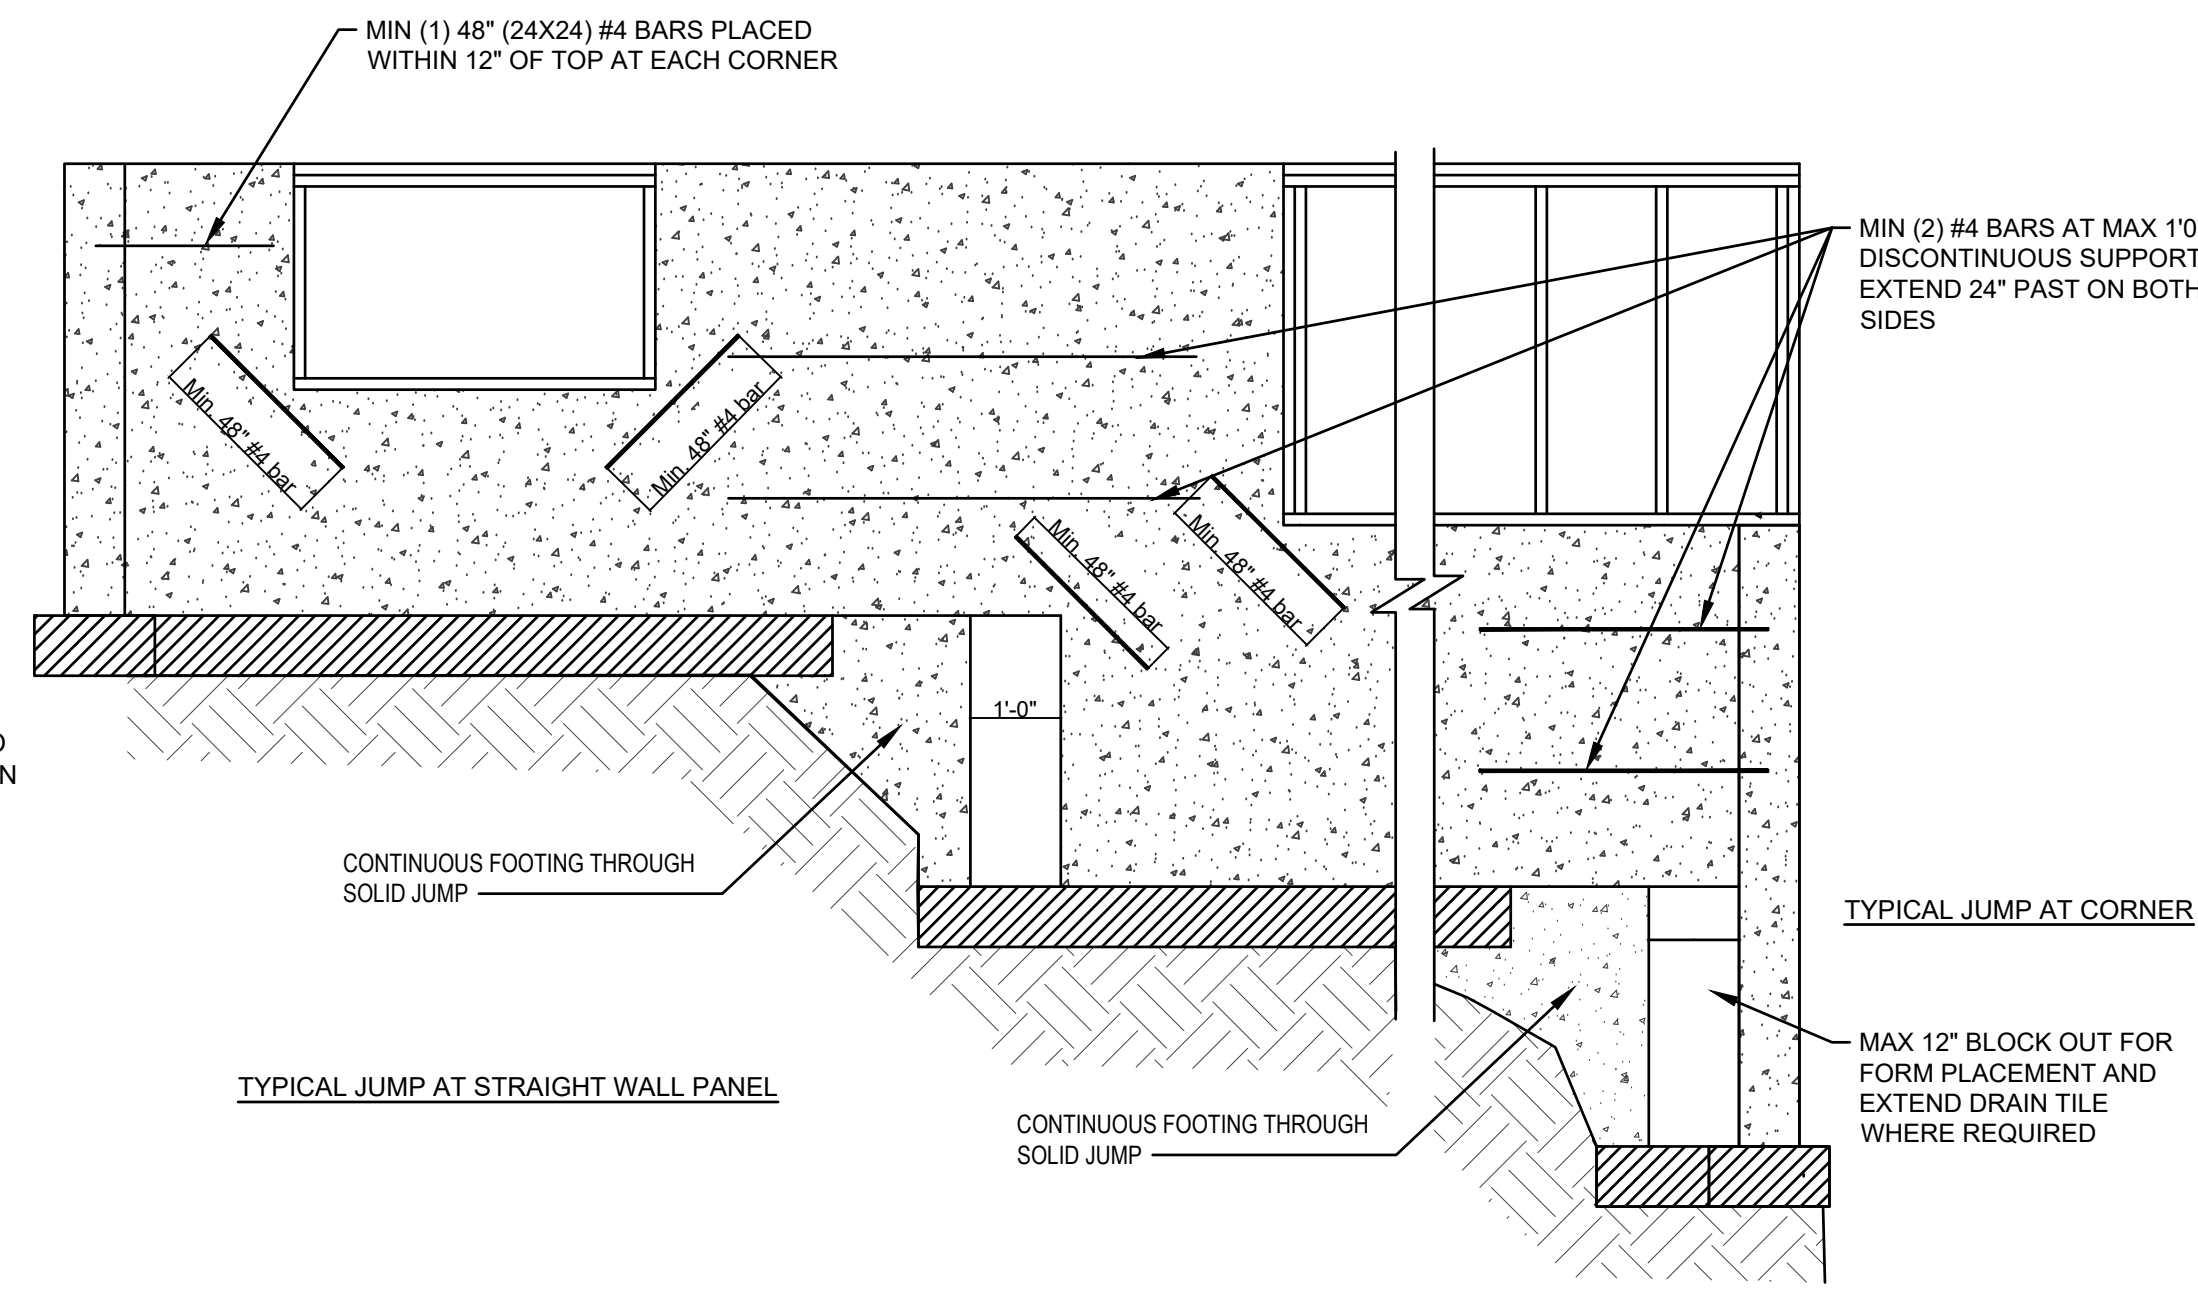 MIN (1) 48" (24X24) #4 BARS PLACED
WITHIN 12" OF TOP AT EACH CORNER
MIN (2) #4 BARS AT MAX 1'0
DISCONTINUOUS SUPPORT
EXTEND 24" PAST ON BOTH
SIDES
Min. 48" #4 bar
Min. 48" #4 bar
Min. 48" #4 bar
Min. 48" #4 bar
1'-0"
N
CONTINUOUS FOOTING THROUGH
SOLID JUMP
TYPICAL JUMP AT CORNER
MAX 12" BLOCK OUT FOR
FORM PLACEMENT AND
EXTEND DRAIN TILE
WHERE REQUIRED
TYPICAL JUMP AT STRAIGHT WALL PANEL
CONTINUOUS FOOTING THROUGH
SOLID JUMP